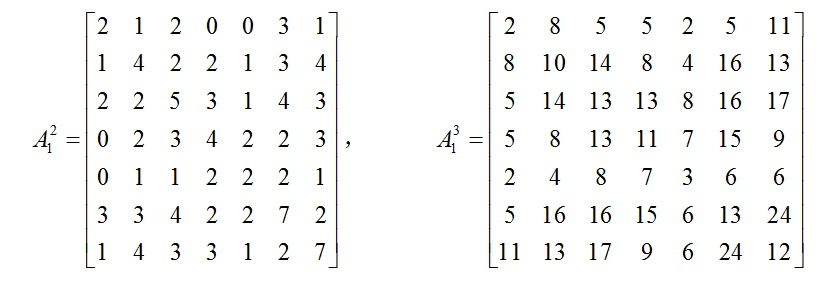 2 1 2 0 0 3 1 2 8 5 5 2 5 11
1 4 2 2 1 3 4 8 10 14 8 4 16 13
2 2 5 3 1 4 3 5 14 13 13 8 16 17
A₁² = 0 2 3 4 2 2 3 , A₁³ = 5 8 13 11 7 15 9
0 1 1 2 2 2 1 2 4 8 7 3 6 6
3 3 4 2 2 7 2 5 16 16 15 6 13 24
1 4 3 3 1 2 7 11 13 17 9 6 24 12